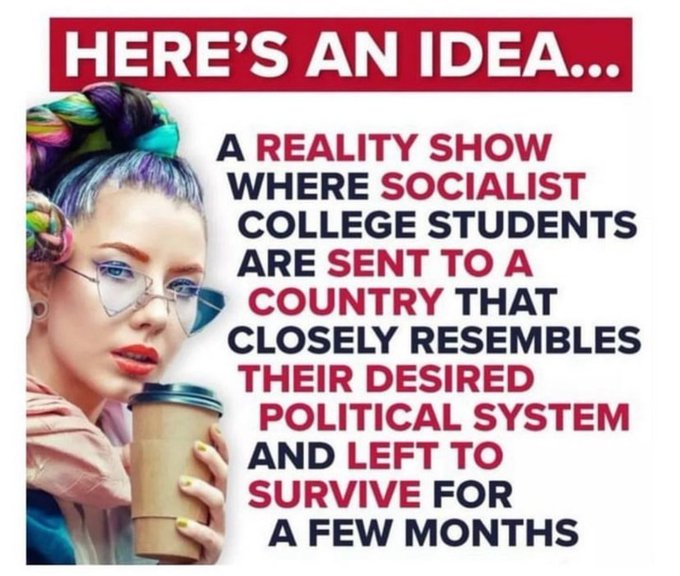 HERE'S AN IDEA...
A REALITY SHOW
WHERE SOCIALIST
COLLEGE STUDENTS
ARE SENT TO A
COUNTRY THAT
CLOSELY RESEMBLES
THEIR DESIRED
POLITICAL SYSTEM
AND LEFT TO
SURVIVE FOR
A FEW MONTHS